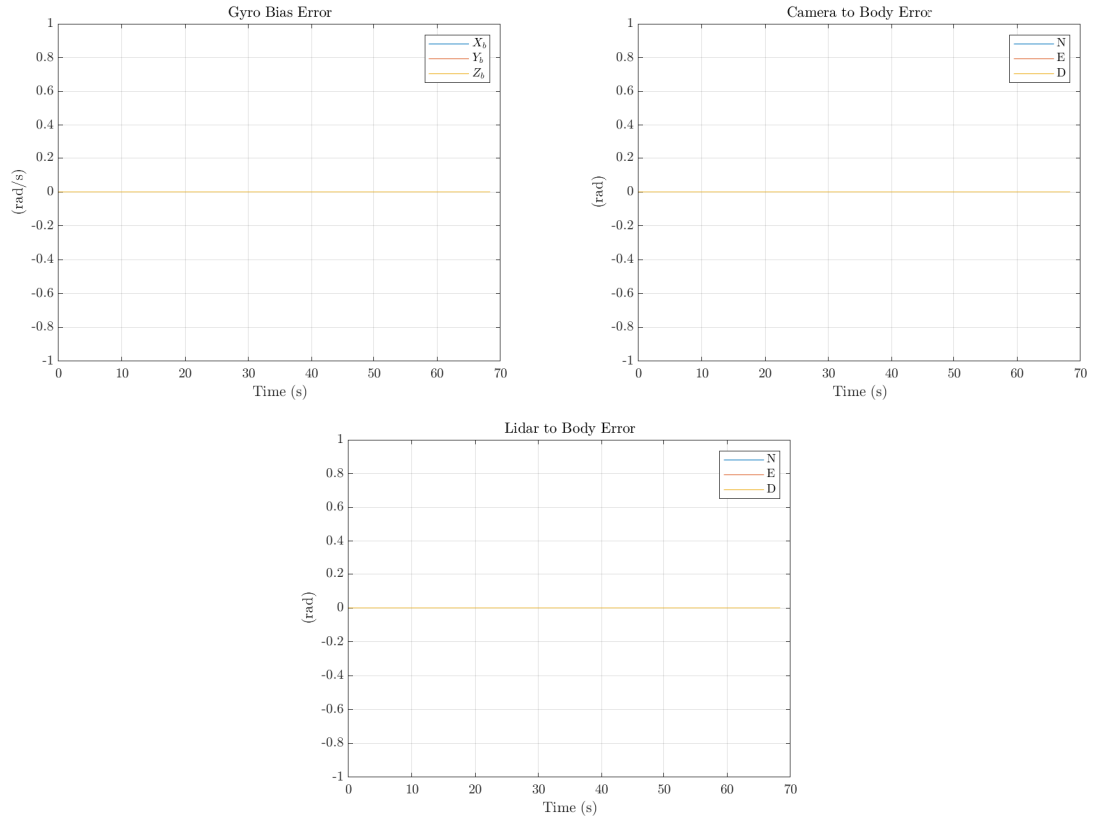 Gyro Bias Error
1
0.8
0.6
0.4
0.2
0
-0.2
-0.4
-0.6
-0.8
-1
(rad/s)
0 10 20 30 40 50 60 70
Time (s)
X_b
Y_b
Z_b
Camera to Body Error
1
0.8
0.6
0.4
0.2
0
-0.2
-0.4
-0.6
-0.8
-1
(rad)
0 10 20 30 40 50 60 70
Time (s)
N
E
D
Lidar to Body Error
1
0.8
0.6
0.4
0.2
0
-0.2
-0.4
-0.6
-0.8
-1
(rad)
0 10 20 30 40 50 60 70
Time (s)
N
E
D